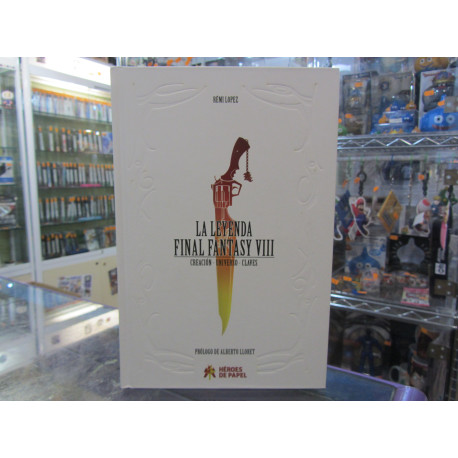 RÉMI LOPEZ
LA LEYENDA
FINAL FANTASY VIII
CREACIÓN · UNIVERSO · CLAVES
PRÓLOGO DE ALBERTO LLORET
HÉROES
DE PAPEL